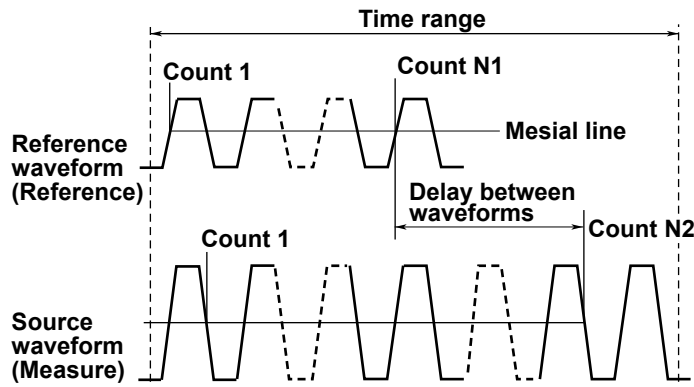 Time range
Count 1
Count N1
Mesial line
Reference
waveform
(Reference)
Delay between
waveforms
Count 1
Count N2
Source
waveform
(Measure)